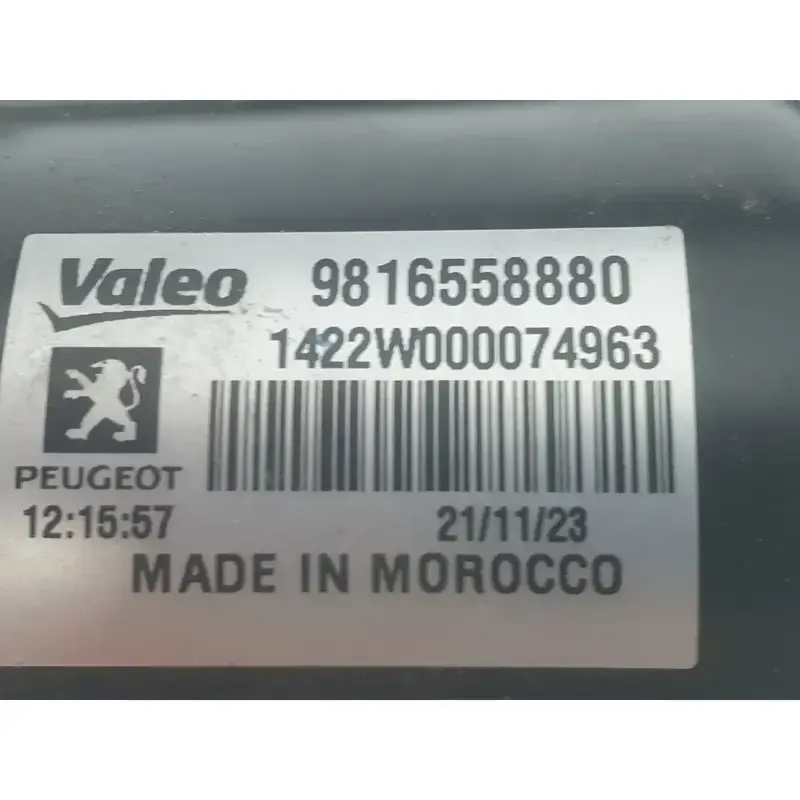 Valeo 9816558880
1422W000074963
PEUGEOT
12:15:57 21/11/23
MADE IN MOROCCO